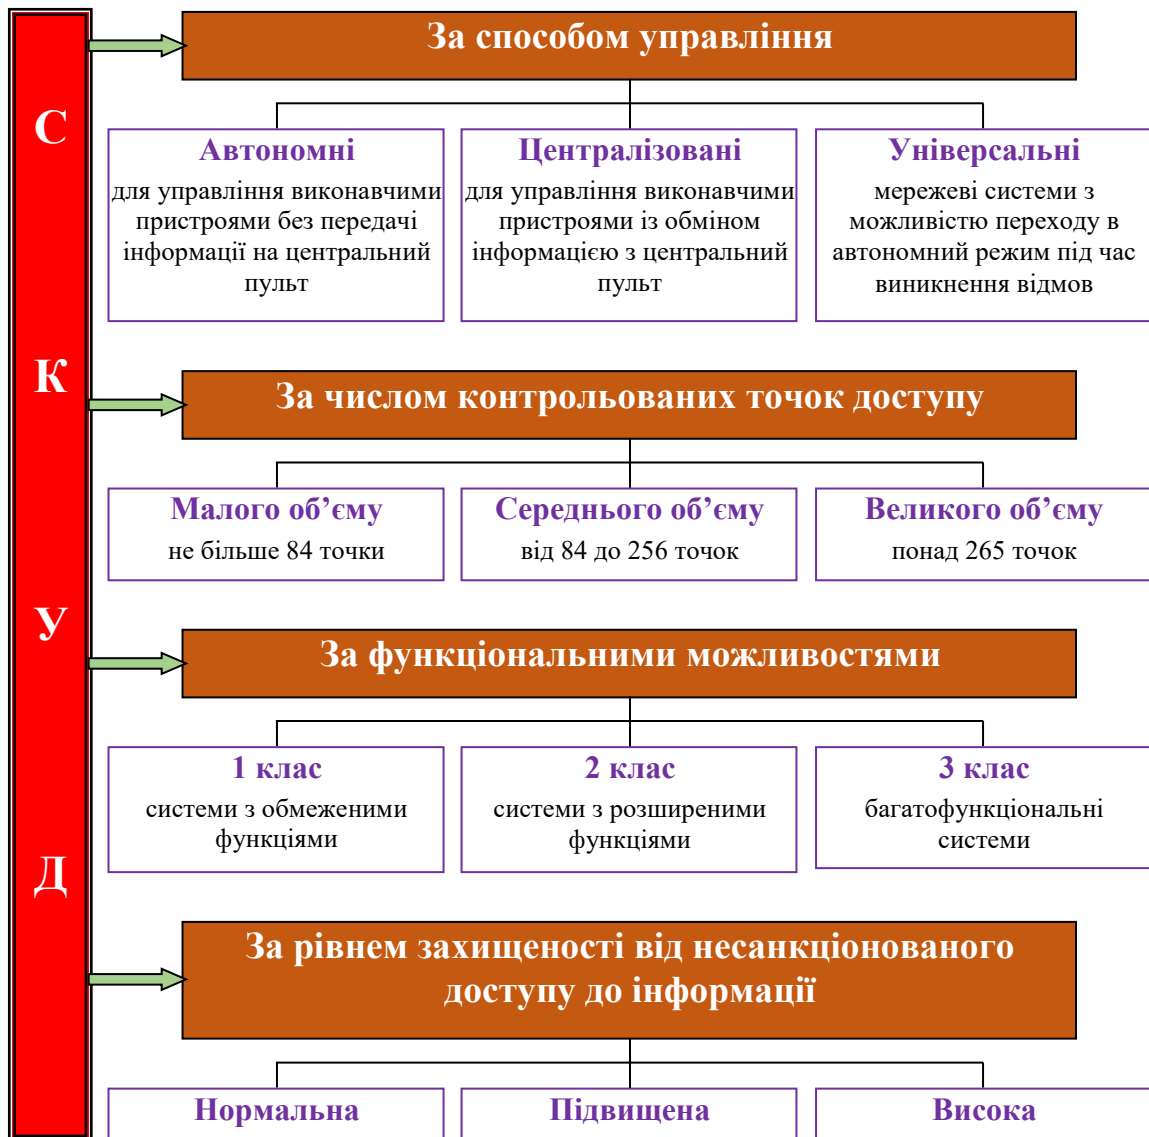 С
К
У
Д
За способом управління
Автономні
для управління виконавчими
пристроями без передачі
інформації на центральний
пульт
Централізовані
для управління виконавчими
пристроями із обміном
інформацією з центральний
пульт
Універсальні
мережеві системи з
можливістю переходу в
автономний режим під час
виникнення відмов
За числом контрольованих точок доступу
Малого об’єму
не більше 84 точки
Середнього об’єму
від 84 до 256 точок
Великого об’єму
понад 265 точок
За функціональними можливостями
1 клас
системи з обмеженими
функціями
2 клас
системи з розширеними
функціями
3 клас
багатофункціональні
системи
За рівнем захищеності від несанкціонованого
доступу до інформації
Нормальна
Підвищена
Висока